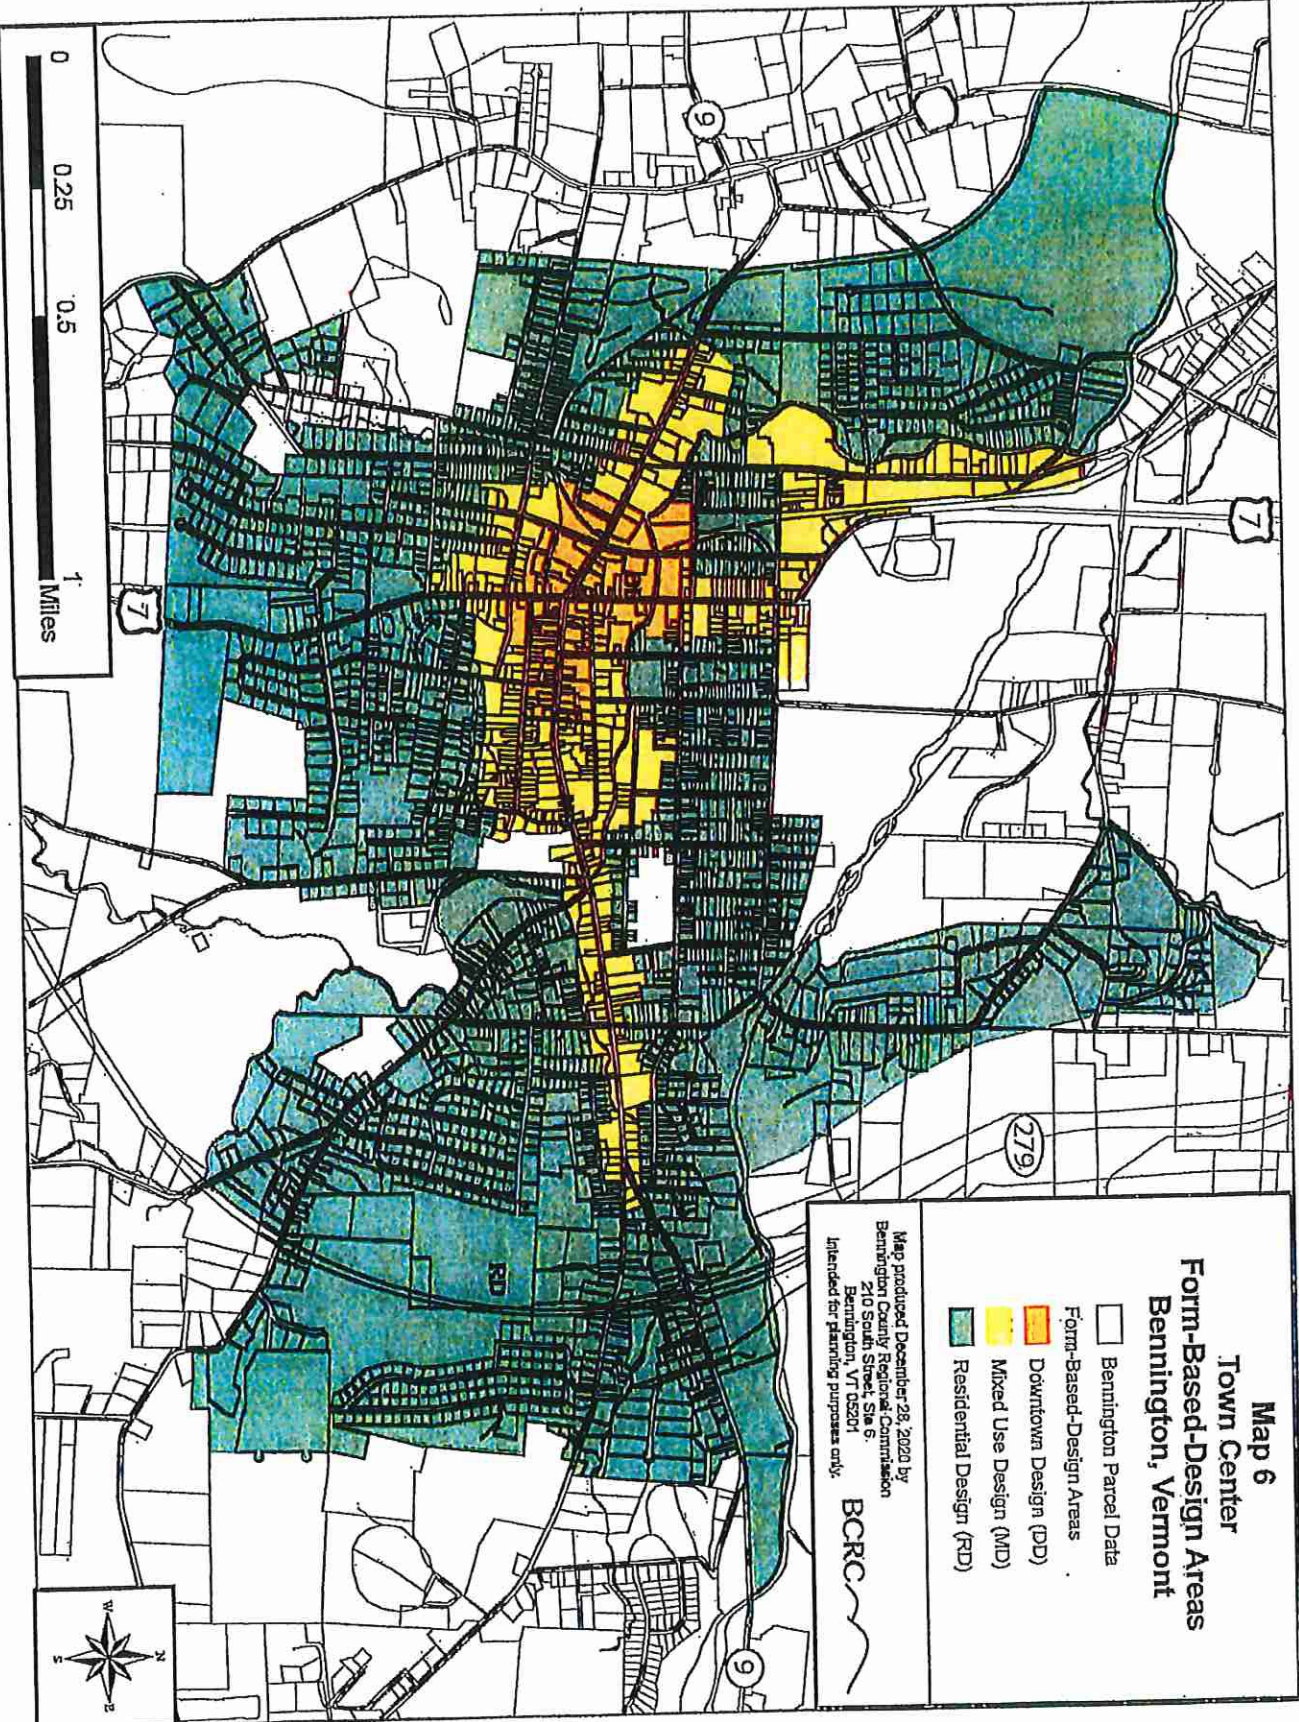 Map 6
Town Center
Form-Based-Design Areas
Bennington, Vermont
Bennington Parcel Data
Form-Based-Design Areas
Downtown Design (DD)
Mixed Use Design (MD)
Residential Design (RD)
Map produced December 28, 2020 by
Bennington County Regional Commission
210 South Street, Ste 6.
Bennington, VT 05201
Intended for planning purposes only.
BCRC
7
279
9
9
7
RD
0 0.25 0.5 1
Miles
N
W E
S